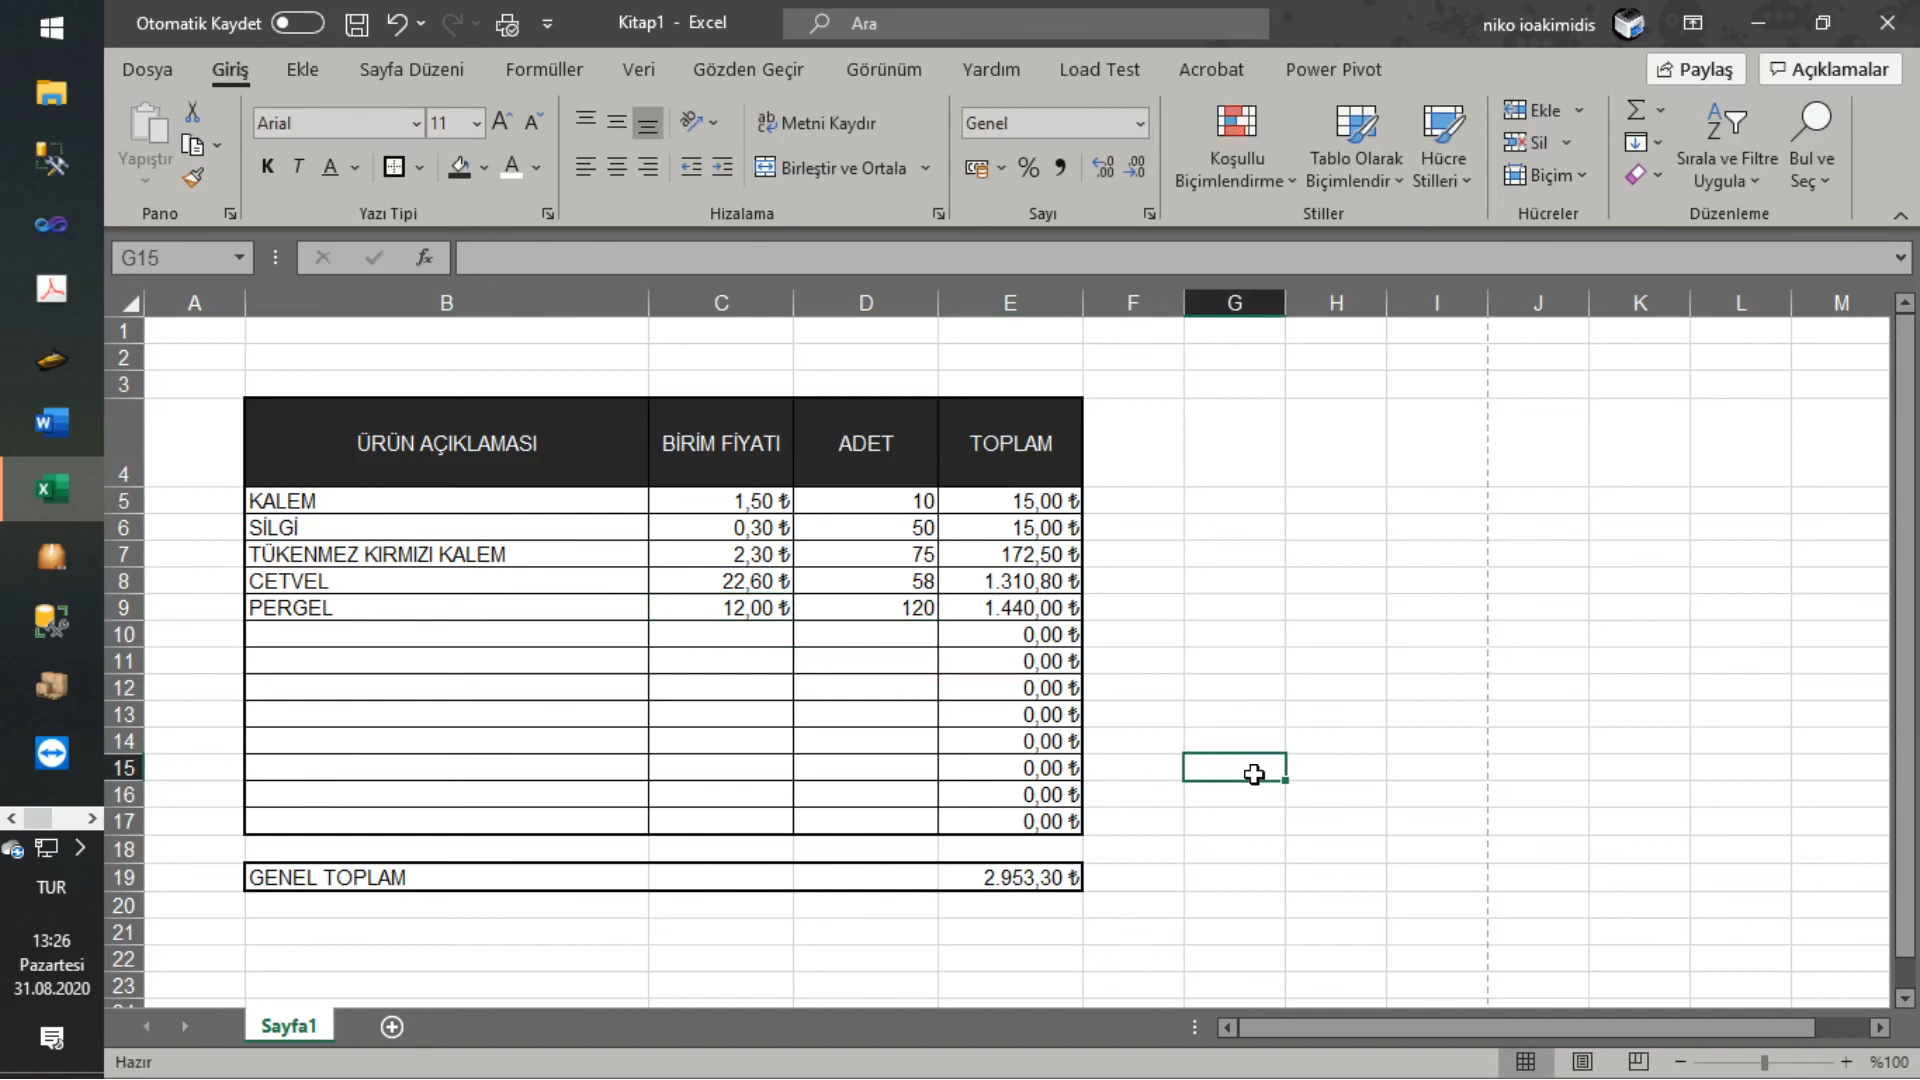 Otomatik Kaydet
Kitap1 - Excel
Ara
niko ioakimidis
Dosya Giriş Ekle Sayfa Düzeni Formüller Veri Gözden Geçir Görünüm Yardım Load Test Acrobat Power Pivot Paylaş Açıklamalar
Yapıştır
Pano
Arial 11
K T A A
Yazı Tipi
Metni Kaydır
Birleştir ve Ortala
Hizalama
Genel
%
Sayı
Koşullu
Biçimlendirme
Tablo Olarak
Biçimlendir
Hücre
Stilleri
Stiller
Ekle
Sil
Biçim
Hücreler
Sırala ve Filtre
Uygula
Bul ve
Seç
Düzenleme
G15 fx
A B C D E F G H I J K L M
1
2
3
4 ÜRÜN AÇIKLAMASI BİRİM FİYATI ADET TOPLAM
5 KALEM 1,50 ₺ 10 15,00 ₺
6 SİLGİ 0,30 ₺ 50 15,00 ₺
7 TÜKENMEZ KIRMIZI KALEM 2,30 ₺ 75 172,50 ₺
8 CETVEL 22,60 ₺ 58 1.310,80 ₺
9 PERGEL 12,00 ₺ 120 1.440,00 ₺
10 0,00 ₺
11 0,00 ₺
12 0,00 ₺
13 0,00 ₺
14 0,00 ₺
15 0,00 ₺
16 0,00 ₺
17 0,00 ₺
18
19 GENEL TOPLAM 2.953,30 ₺
20
21
22
23
Sayfa1
Hazır
%100
TUR
13:26
Pazartesi
31.08.2020